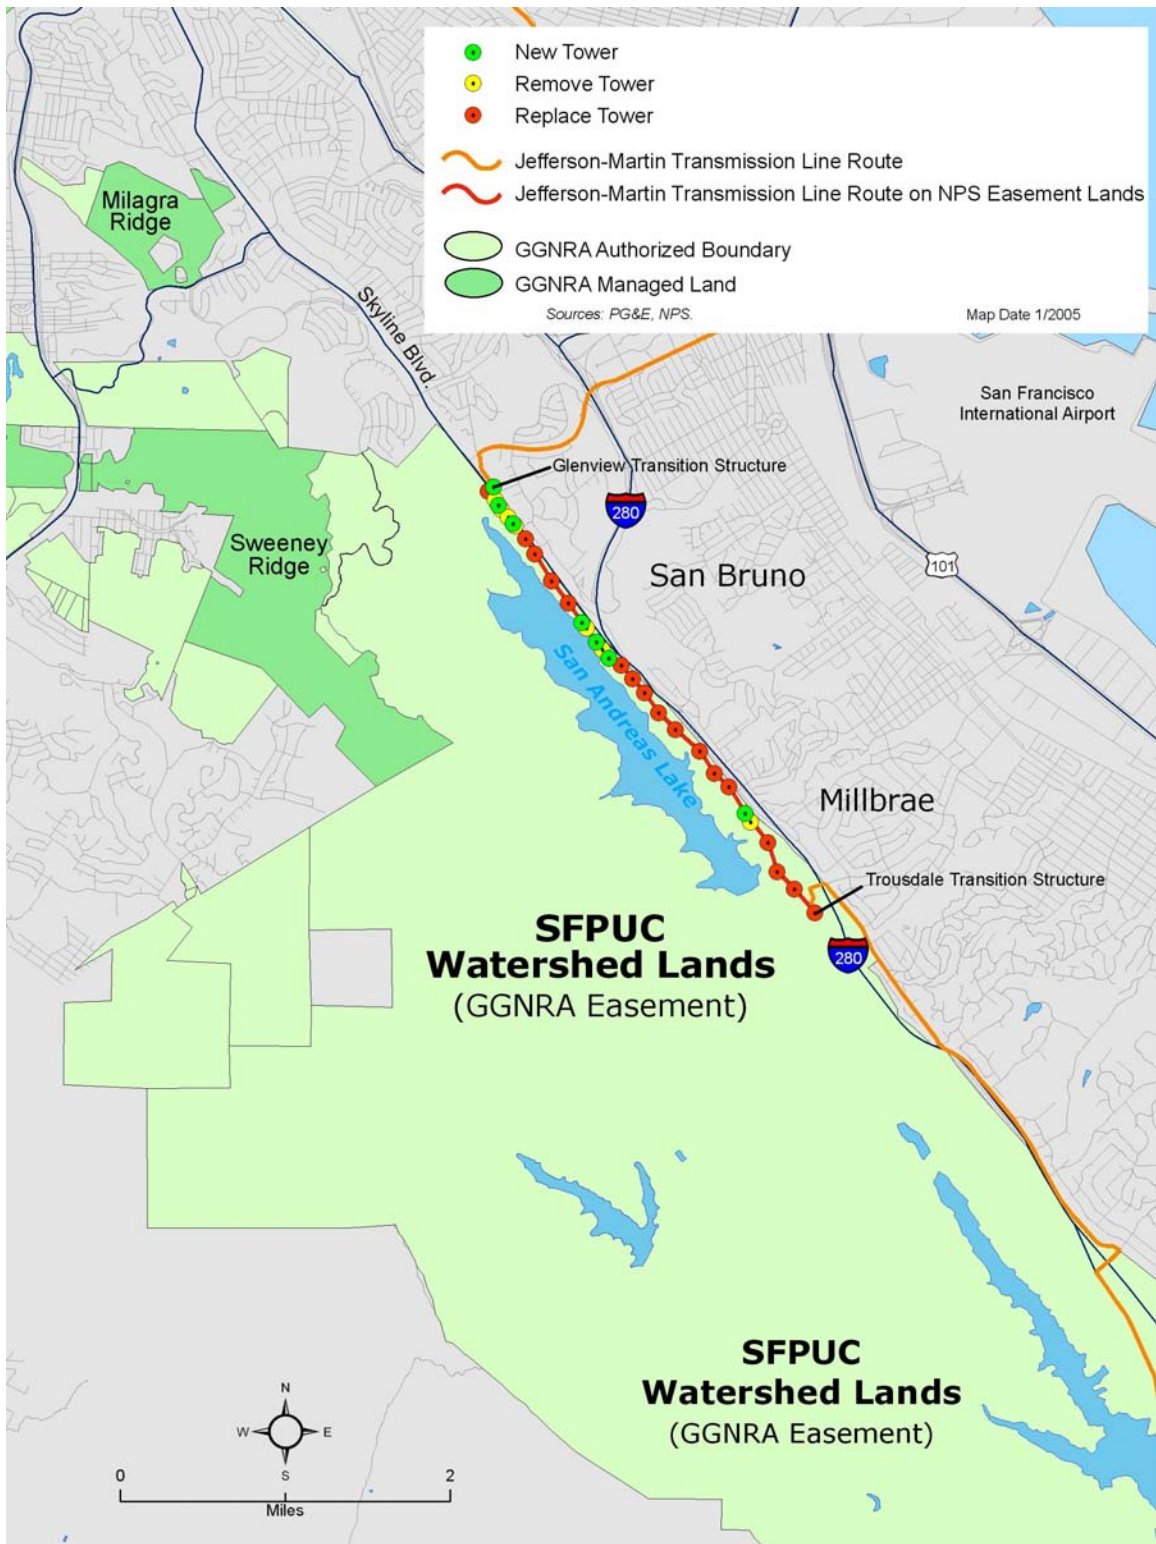 New Tower
Remove Tower
Replace Tower
Jefferson-Martin Transmission Line Route
Jefferson-Martin Transmission Line Route on NPS Easement Lands
GGNRA Authorized Boundary
GGNRA Managed Land
Sources: PG&E, NPS.
Map Date 1/2005
Milagra
Ridge
Skyline Blvd.
San Francisco
International Airport
Glenview Transition Structure
280
Sweeney
Ridge
San Bruno
101
San Andreas Lake
Millbrae
Trousdale Transition Structure
SFPUC
Watershed Lands
(GGNRA Easement)
280
SFPUC
Watershed Lands
(GGNRA Easement)
N
W
E
S
0
2
Miles